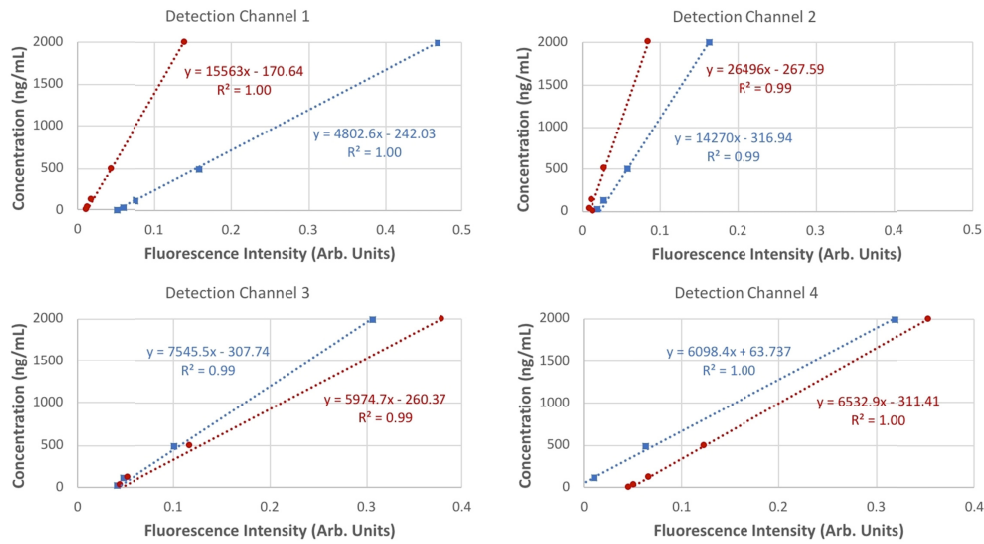 Detection Channel 1
Concentration (ng/mL)
2000
1500
1000
500
0
y = 15563x - 170.64
R² = 1.00
y = 4802.6x - 242.03
R² = 1.00
0 0.1 0.2 0.3 0.4 0.5
Fluorescence Intensity (Arb. Units)
Detection Channel 2
Concentration (ng/mL)
2000
1500
1000
500
0
y = 26496x - 267.59
R² = 0.99
y = 14270x - 316.94
R² = 0.99
0 0.1 0.2 0.3 0.4 0.5
Fluorescence Intensity (Arb. Units)
Detection Channel 3
Concentration (ng/mL)
2000
1500
1000
500
0
y = 7545.5x - 307.74
R² = 0.99
y = 5974.7x - 260.37
R² = 0.99
0 0.1 0.2 0.3 0.4
Fluorescence Intensity (Arb. Units)
Detection Channel 4
Concentration (ng/mL)
2000
1500
1000
500
0
y = 6098.4x + 63.737
R² = 1.00
y = 6532.9x - 311.41
R² = 1.00
0 0.1 0.2 0.3 0.4
Fluorescence Intensity (Arb. Units)